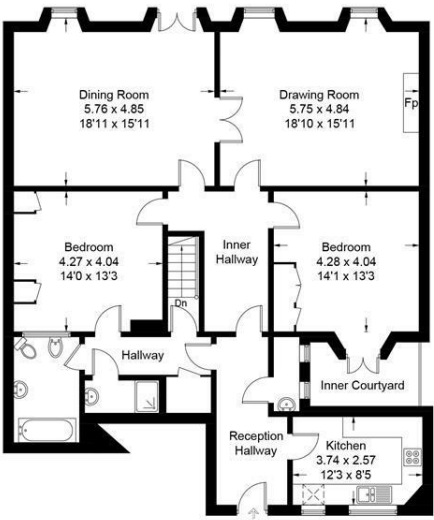 Dining Room
5.76 x 4.85
18'11 x 15'11
Drawing Room
5.75 x 4.84
18'10 x 15'11
Fp
Bedroom
4.27 x 4.04
14'0 x 13'3
Inner
Hallway
Bedroom
4.28 x 4.04
14'1 x 13'3
Dn
Hallway
Inner Courtyard
Reception
Hallway
Kitchen
3.74 x 2.57
12'3 x 8'5